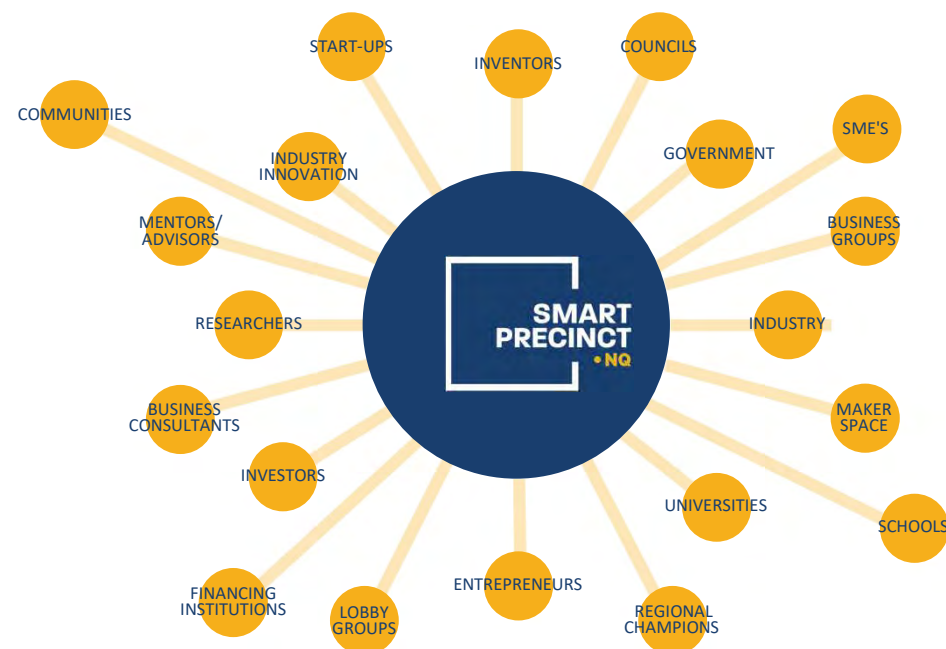 START-UPS
INVENTORS
COUNCILS
COMMUNITIES
SME'S
INDUSTRY
INNOVATION
GOVERNMENT
MENTORS/
ADVISORS
BUSINESS
GROUPS
SMART
PRECINCT
• NQ
RESEARCHERS
INDUSTRY
BUSINESS
CONSULTANTS
MAKER
SPACE
INVESTORS
UNIVERSITIES
SCHOOLS
FINANCING
INSTITUTIONS
LOBBY
GROUPS
ENTREPRENEURS
REGIONAL
CHAMPIONS